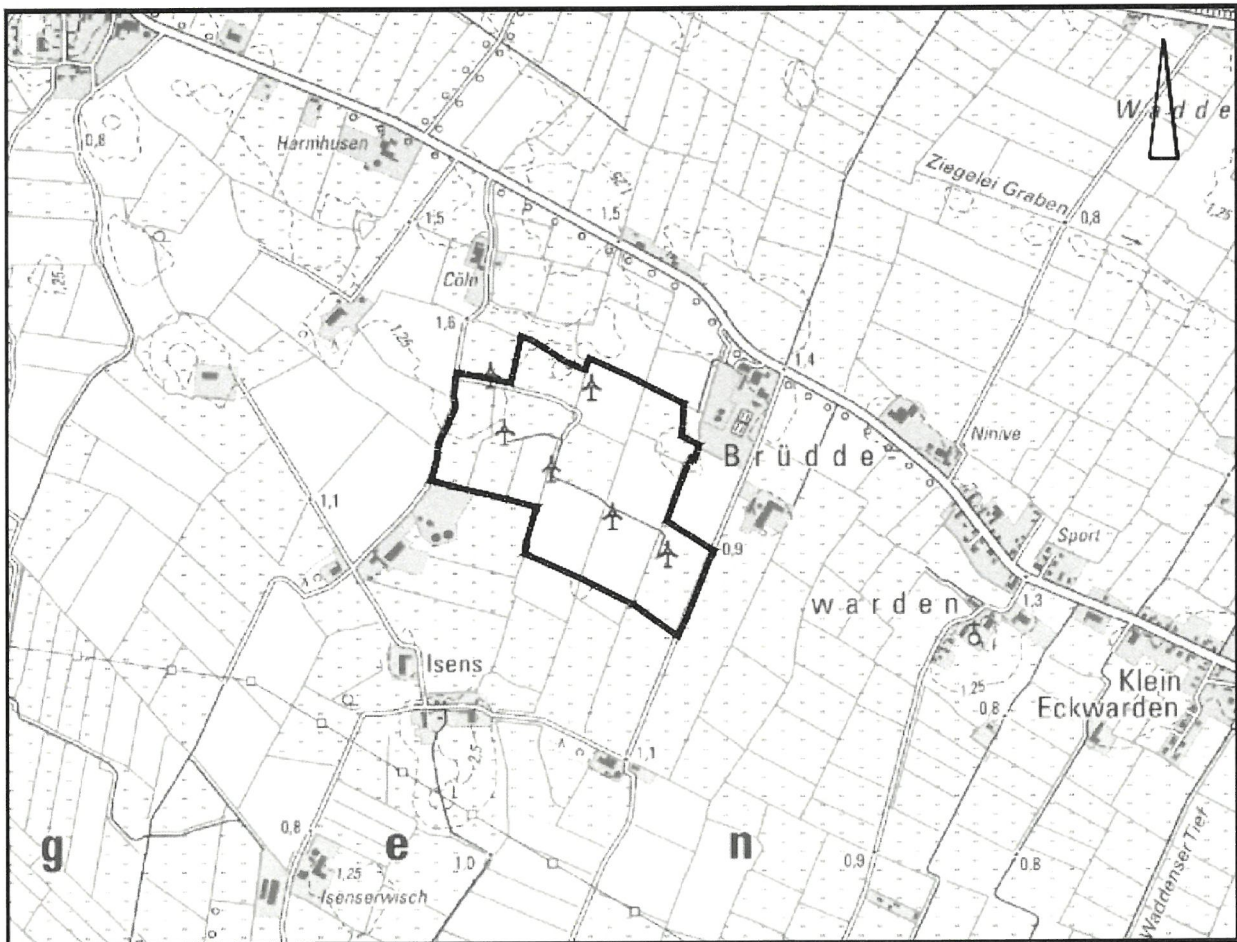 Wadde
0,8
Harmhusen
Ziegelei Graben
1,25
1,5
1,5
0,8
1,25
Cöln
1,25
1,6
1,25
1,4
Ninive
Brüdde-
1,1
Sport
0,9
warden
1,3
Isens
Klein
Eckwarden
1,25
0,8
1,1
2,5
0,8
g
e
n
1,25
1,0
0,9
0,8
Isenserwisch
Waddenser Tief